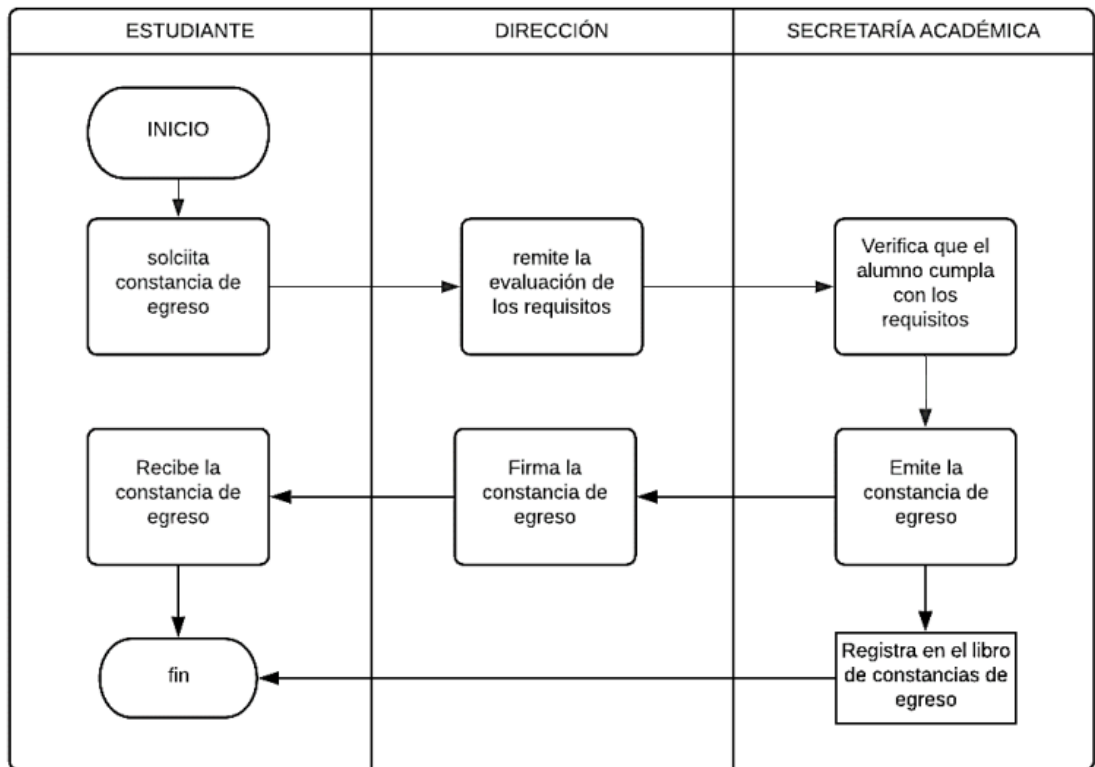 ESTUDIANTE
DIRECCIÓN
SECRETARÍA ACADÉMICA
INICIO
solciita
constancia de
egreso
remite la
evaluación de
los requisitos
Verifica que el
alumno cumpla
con los
requisitos
Recibe la
constancia de
egreso
Firma la
constancia de
egreso
Emite la
constancia de
egreso
fin
Registra en el libro
de constancias de
egreso